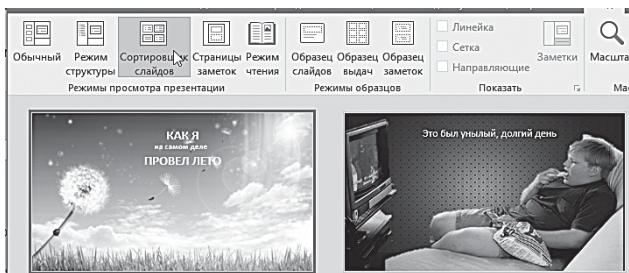 Обычный Режим структуры Сортировщик слайдов Страницы заметок Режим чтения
Режимы просмотра презентации
Образец слайдов Образец выдач Образец заметок
Режимы образцов
Линейка
Сетка
Направляющие
Показать
Заметки
КАК Я
на самом деле
ПРОВЕЛ ЛЕТО
Это был унылый, долгий день